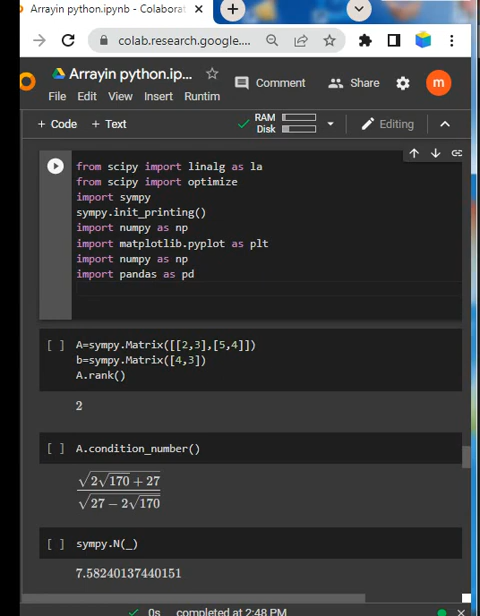 Arrayin python.ipynb - Colaborat
colab.research.google....
Arrayin python.ip...
Comment
Share
m
File Edit View Insert Runtim
+ Code + Text
RAM
Disk
Editing
from scipy import linalg as la
from scipy import optimize
import sympy
sympy.init_printing()
import numpy as np
import matplotlib.pyplot as plt
import numpy as np
import pandas as pd
[ ] A=sympy.Matrix([[2,3],[5,4]])
b=sympy.Matrix([4,3])
A.rank()
2
[ ] A.condition_number()
√(2√170 + 27)
√(27 − 2√170)
[ ] sympy.N(_)
7.58240137440151
0s completed at 2:48 PM